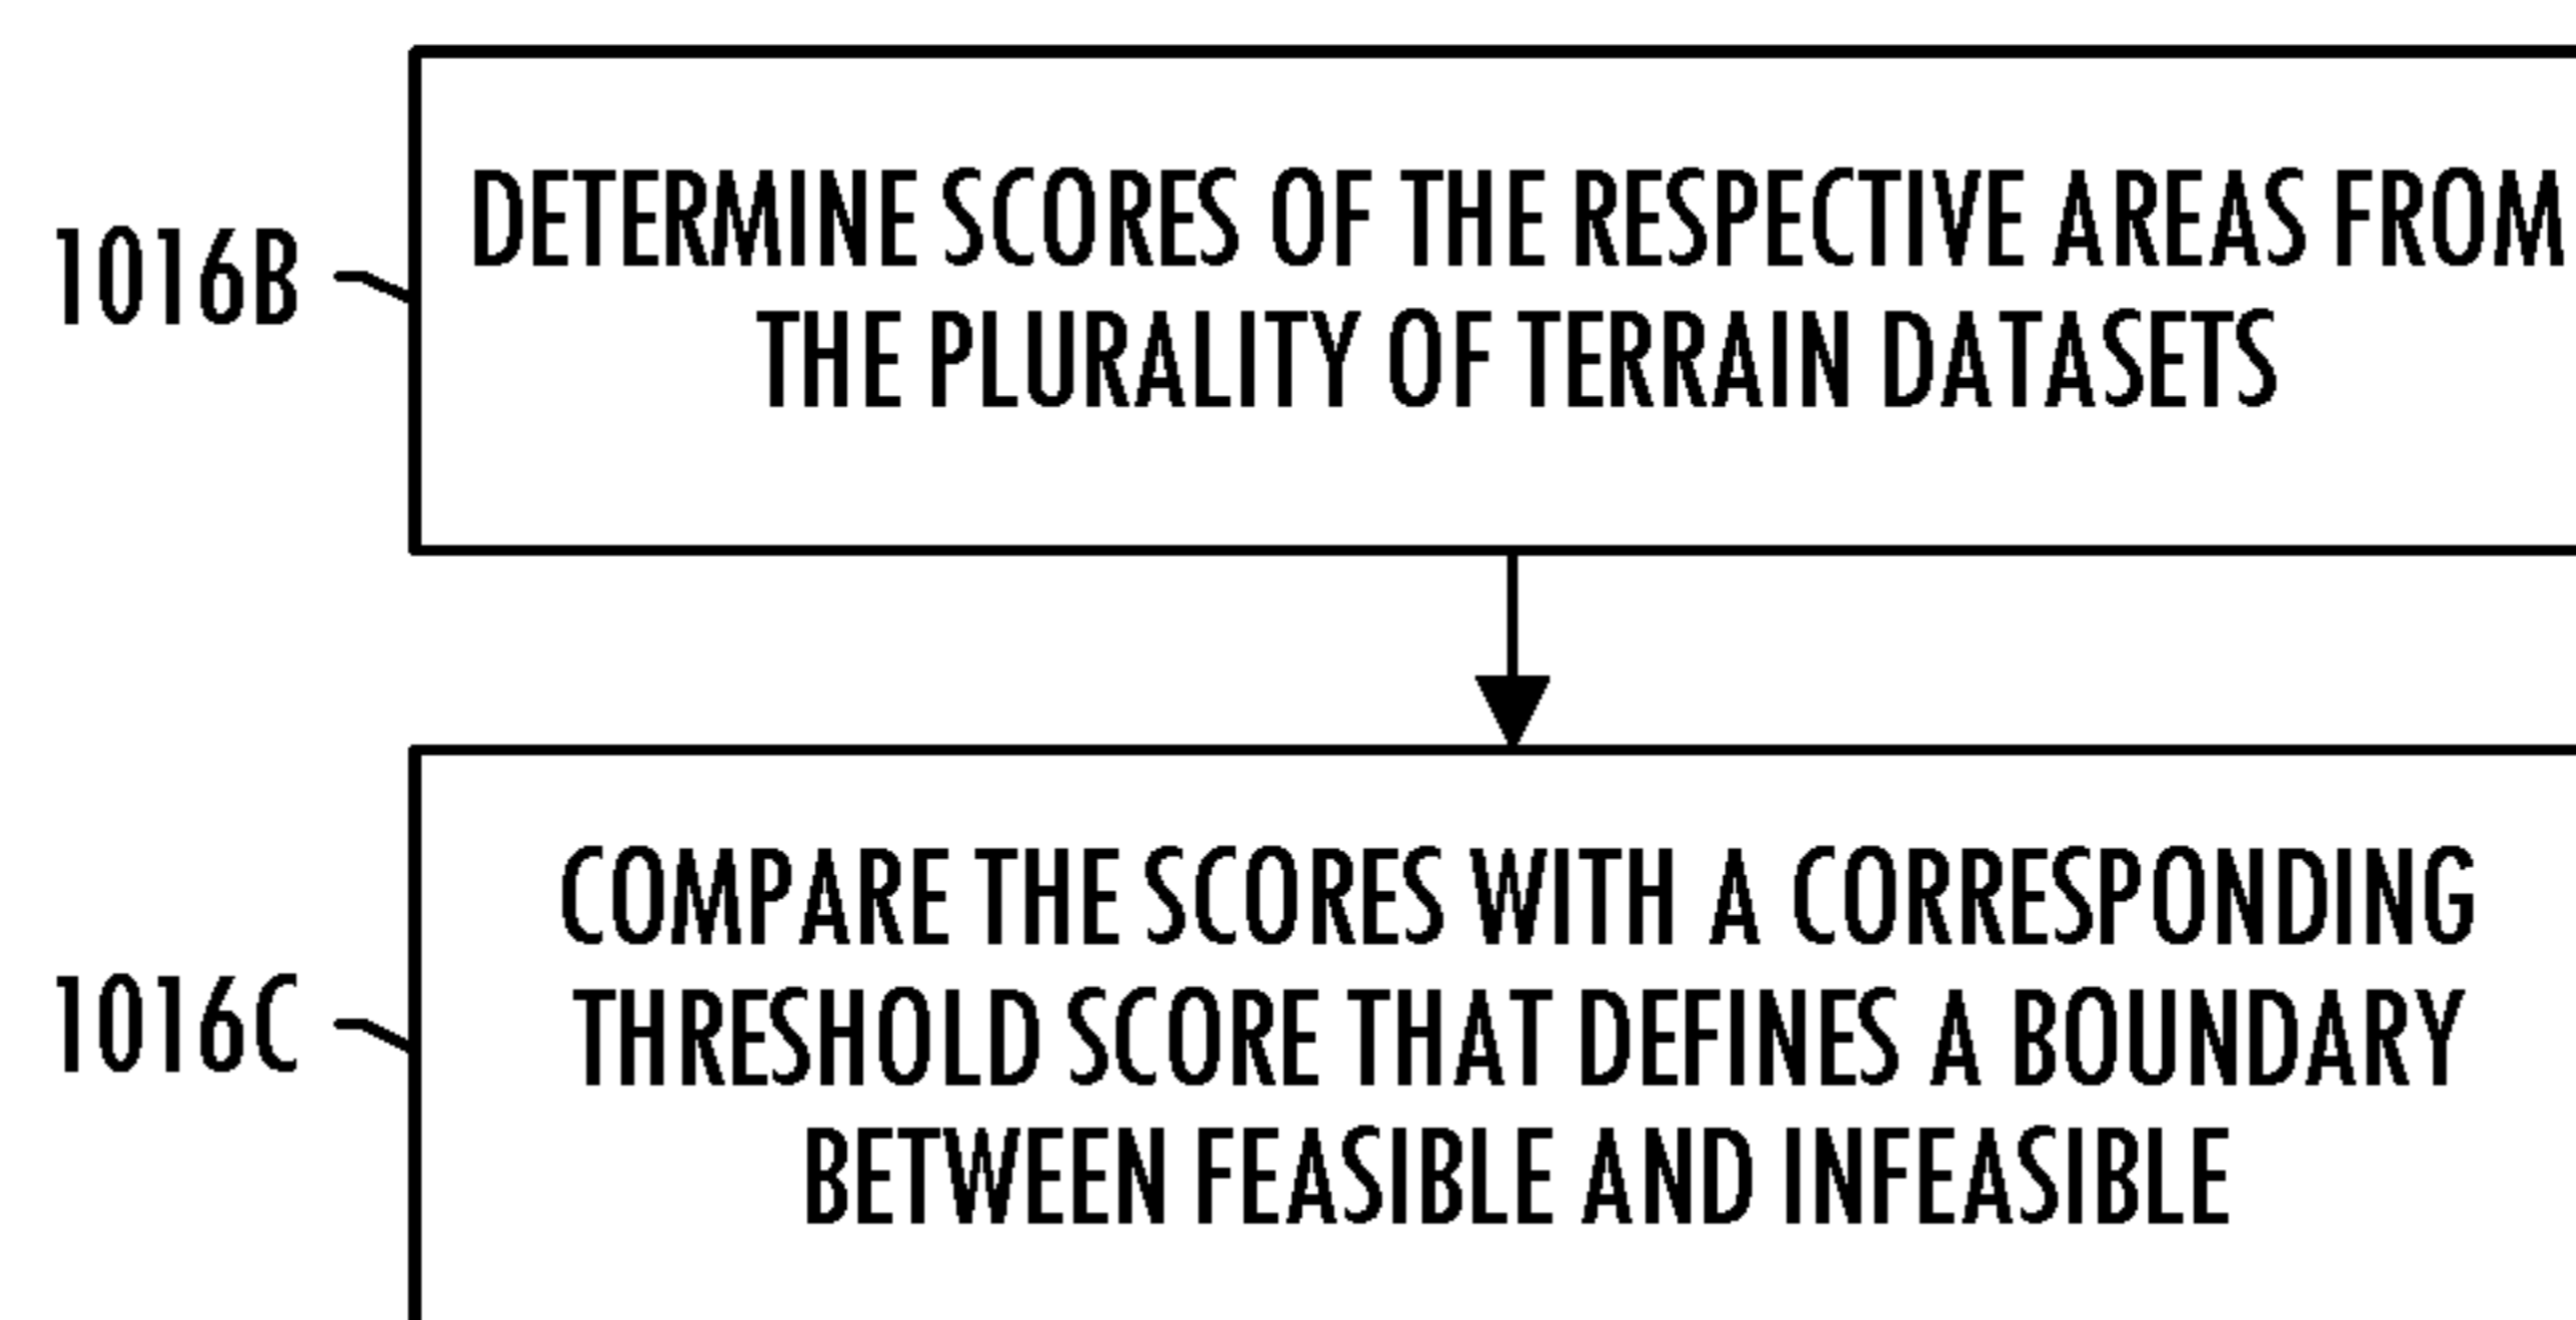 1016B
DETERMINE SCORES OF THE RESPECTIVE AREAS FROM
THE PLURALITY OF TERRAIN DATASETS
1016C
COMPARE THE SCORES WITH A CORRESPONDING
THRESHOLD SCORE THAT DEFINES A BOUNDARY
BETWEEN FEASIBLE AND INFEASIBLE